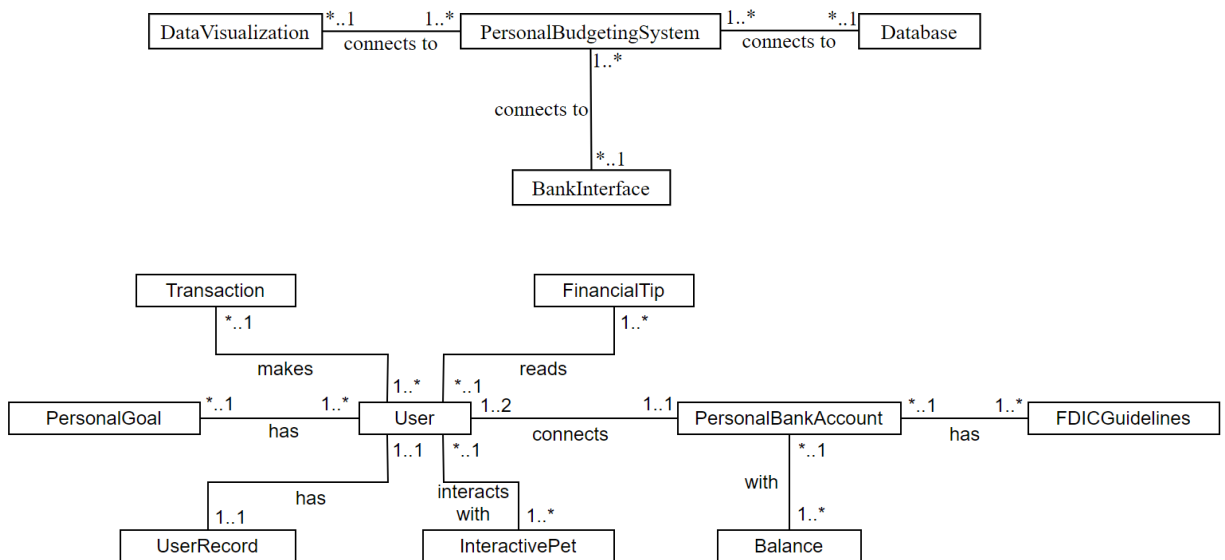 *..1 1..* 1..* *..1
DataVisualization PersonalBudgetingSystem Database
connects to connects to
1..*
connects to
*..1
BankInterface
Transaction FinancialTip
*..1 1..*
makes reads
1..* *..1
*..1 1..* 1..2 1..1 *..1 1..*
PersonalGoal User PersonalBankAccount FDICGuidelines
has connects has
1..1 *..1 *..1
with
has interacts
with
1..1 1..* 1..*
UserRecord InteractivePet Balance